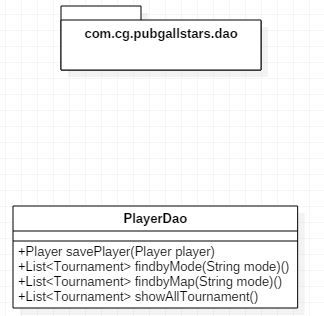 com.cg.pubgallstars.dao
PlayerDao
+Player savePlayer(Player player)
+List<Tournament> findbyMode(String mode)()
+List<Tournament> findbyMap(String mode)()
+List<Tournament> showAllTournament()